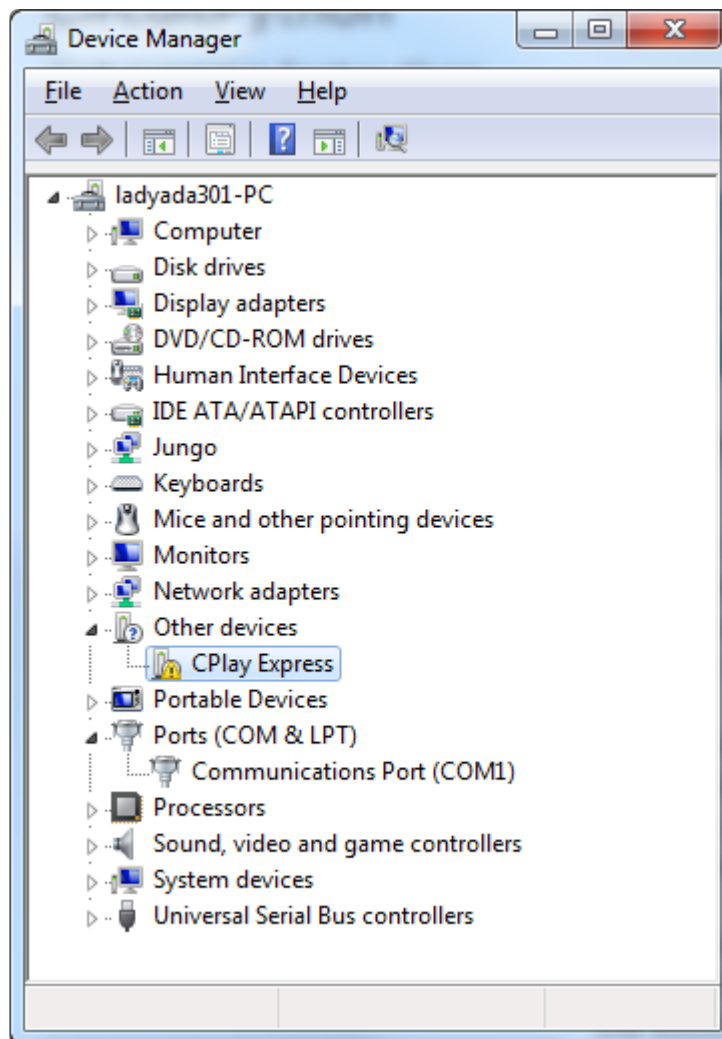 Device Manager
File Action View Help
ladyada301-PC
Computer
Disk drives
Display adapters
DVD/CD-ROM drives
Human Interface Devices
IDE ATA/ATAPI controllers
Jungo
Keyboards
Mice and other pointing devices
Monitors
Network adapters
Other devices
CPlay Express
Portable Devices
Ports (COM & LPT)
Communications Port (COM1)
Processors
Sound, video and game controllers
System devices
Universal Serial Bus controllers